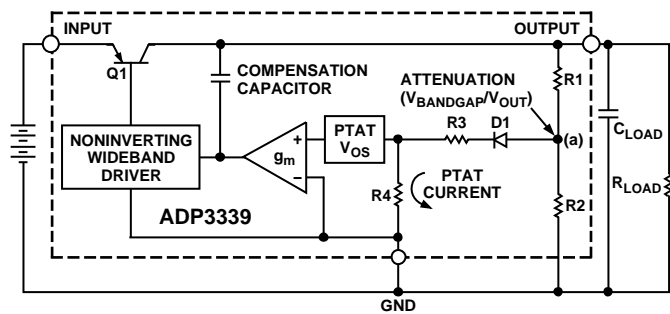 INPUT
OUTPUT
Q1
COMPENSATION
CAPACITOR
ATTENUATION
(VBANDGAP/VOUT)
R1
NONINVERTING
WIDEBAND
DRIVER
gm
+
−
PTAT
VOS
R3
D1
(a)
CLOAD
RLOAD
R4
PTAT
CURRENT
R2
ADP3339
GND